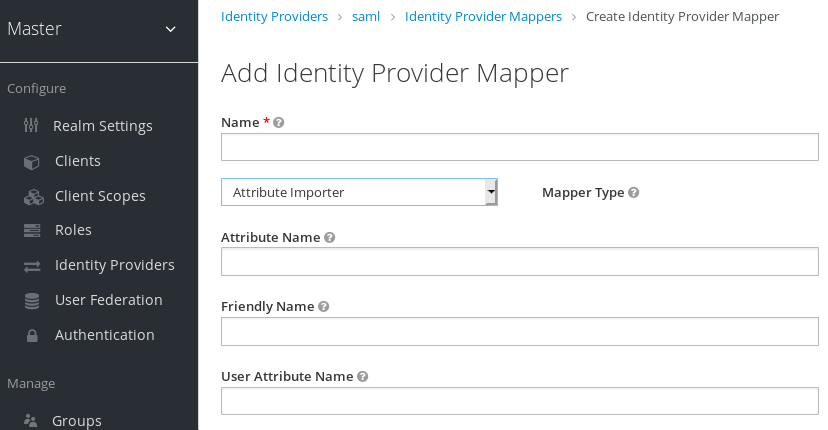 Master
Configure
Realm Settings
Clients
Client Scopes
Roles
Identity Providers
User Federation
Authentication
Manage
Groups
Identity Providers > saml > Identity Provider Mappers > Create Identity Provider Mapper
Add Identity Provider Mapper
Name *
Attribute Importer Mapper Type
Attribute Name
Friendly Name
User Attribute Name